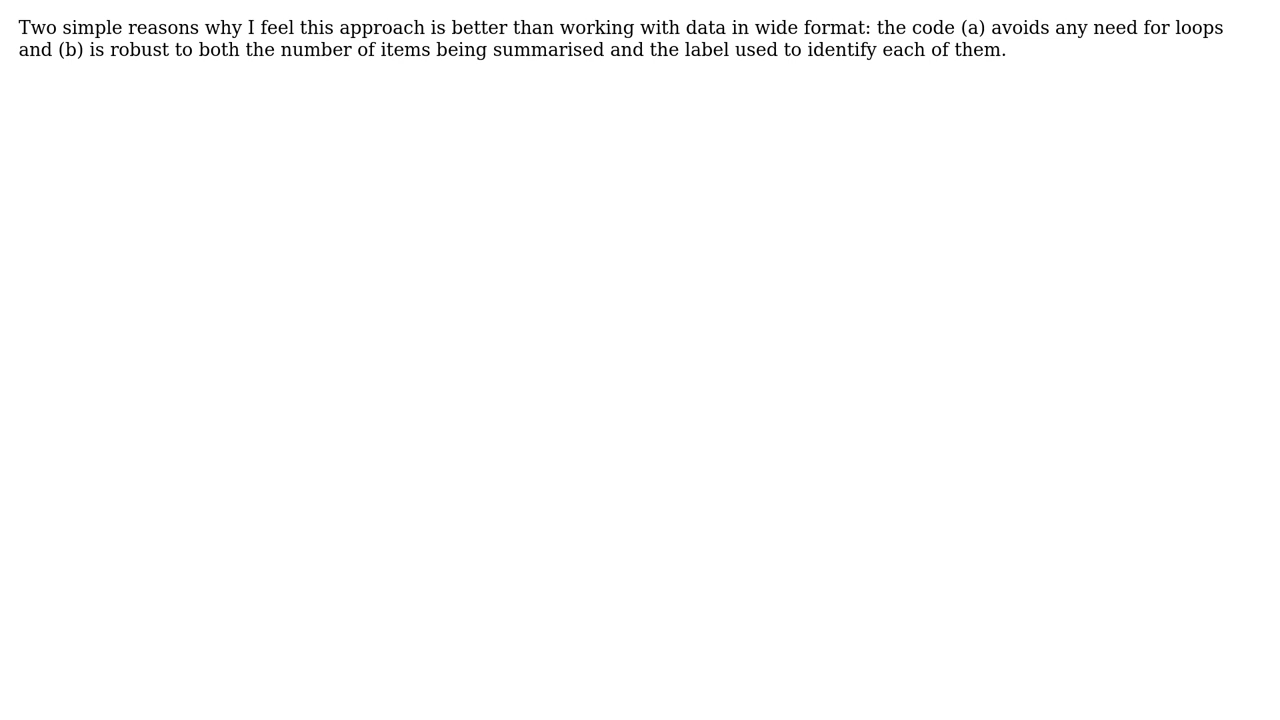 Two simple reasons why I feel this approach is better than working with data in wide format: the code (a) avoids any need for loops
and (b) is robust to both the number of items being summarised and the label used to identify each of them.